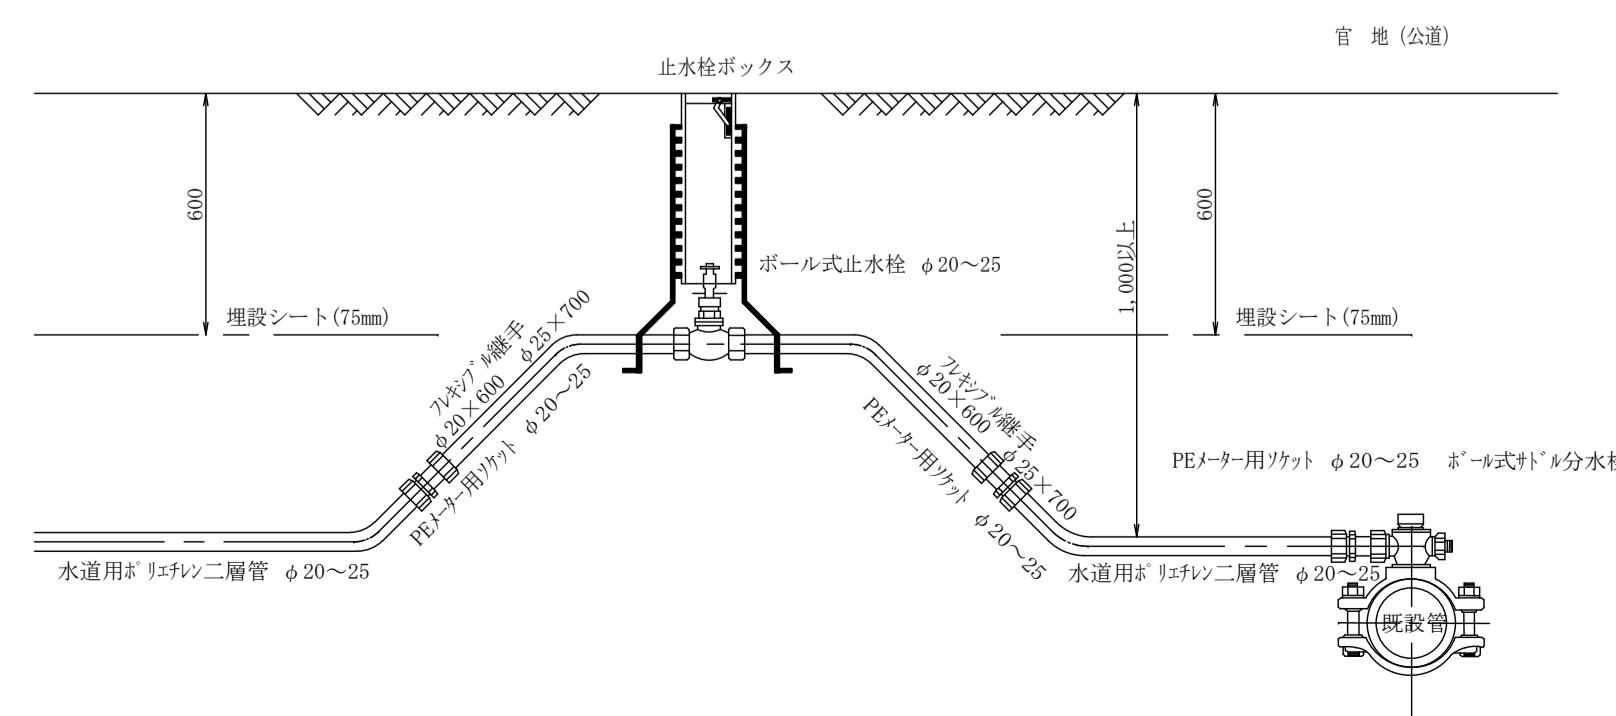 官　地（公道）
止水栓ボックス
600
1,000以上
600
ボール式止水栓　φ20～25
埋設シート(75mm)
埋設シート(75mm)
フレキシブル継手
φ20×600　φ25×700
PEメーター用ソケット　φ20～25
フレキシブル継手
φ20×600　φ25×700
PEメーター用ソケット　φ20～25
PEメーター用ソケット　φ20～25　ボール式サドル分水栓
水道用ポリエチレン二層管　φ20～25
水道用ポリエチレン二層管　φ20～25
既設管